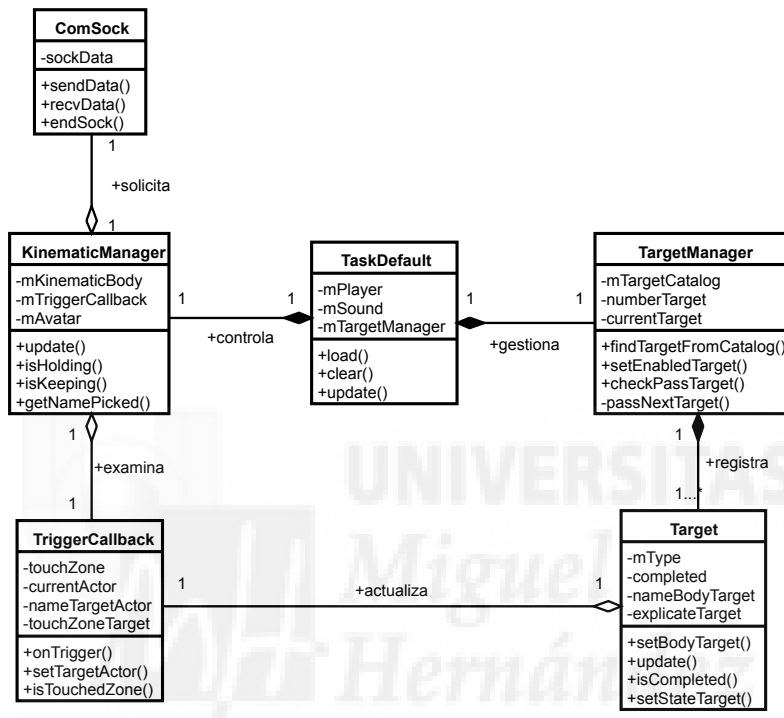 ComSock
-sockData
+sendData()
+recvData()
+endSock()
1
+solicita
1
KinematicManager
-mKinematicBody
-mTriggerCallback
-mAvatar
+update()
+isHolding()
+isKeeping()
+getNamePicked()
1
+controla
1
TaskDefault
-mPlayer
-mSound
-mTargetManager
+load()
+clear()
+update()
1
+gestiona
1
TargetManager
-mTargetCatalog
-numberTarget
-currentTarget
+findTargetFromCatalog()
+setEnabledTarget()
+checkPassTarget()
-passNextTarget()
1
+examina
1
1
+registra
1...*
TriggerCallback
-touchZone
-currentActor
-nameTargetActor
-touchZoneTarget
+onTrigger()
+setTargetActor()
+isTouchedZone()
1
+actualiza
1
Target
-mType
-completed
-nameBodyTarget
-explicateTarget
+setBodyTarget()
+update()
+isCompleted()
+setStateTarget()
UNIVERSITAS
Miguel
Hernández